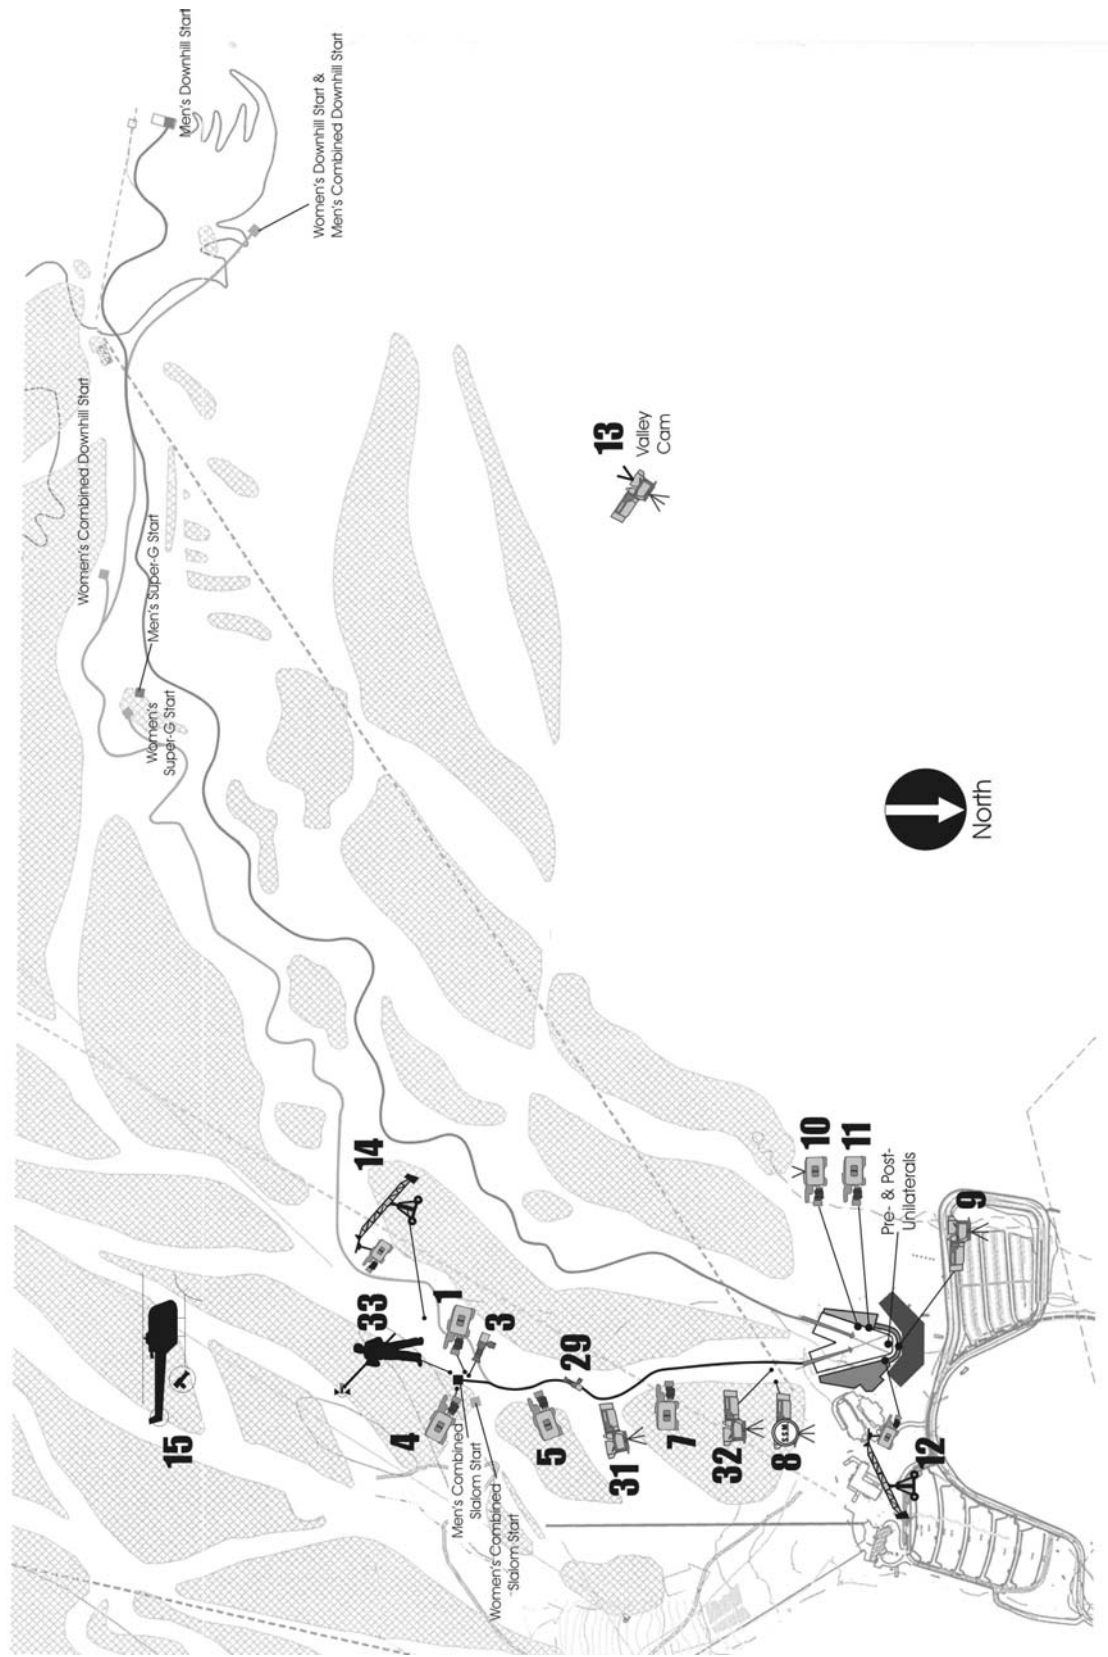 Men's Downhill Start
Women's Downhill Start &
Men's Combined Downhill Start
Women's Combined Downhill Start
Men's Super-G Start
Women's
Super-G Start
13
Valley
Cam
North
14
10
11
Pre- & Post-
Unilaterals
9
1
3
33
29
15
4
Men's Combined
Slalom Start
Women's Combined
Slalom Start
5
31
7
32
8
S.S.M
12